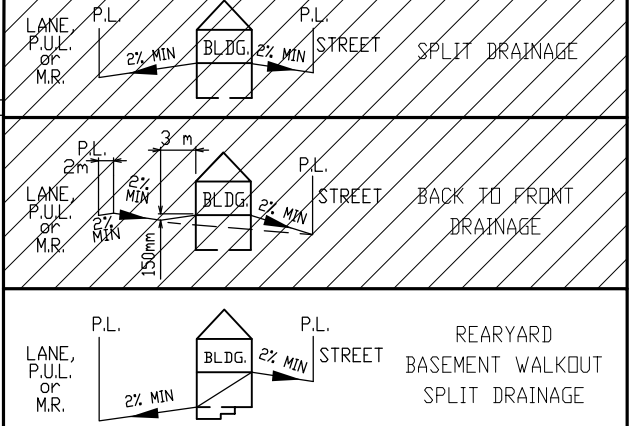 P.L.
P.L.
LANE,
P.U.L.
or
M.R.
2% MIN
BLDG.
2% MIN
STREET
SPLIT DRAINAGE
P.L.
2m
3 m
P.L.
LANE,
P.U.L.
or
M.R.
2%
MIN
2%
MIN
150mm
BLDG.
2% MIN
STREET
BACK TO FRONT
DRAINAGE
P.L.
P.L.
LANE,
P.U.L.
or
M.R.
2% MIN
BLDG.
2% MIN
STREET
REARYARD
BASEMENT WALKOUT
SPLIT DRAINAGE